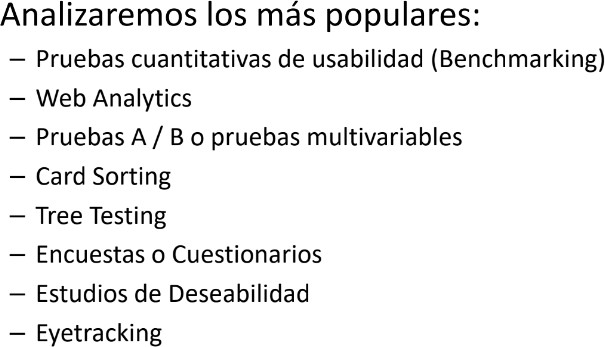 Analizaremos los más populares:
– Pruebas cuantitativas de usabilidad (Benchmarking)
– Web Analytics
– Pruebas A / B o pruebas multivariables
– Card Sorting
– Tree Testing
– Encuestas o Cuestionarios
– Estudios de Deseabilidad
– Eyetracking